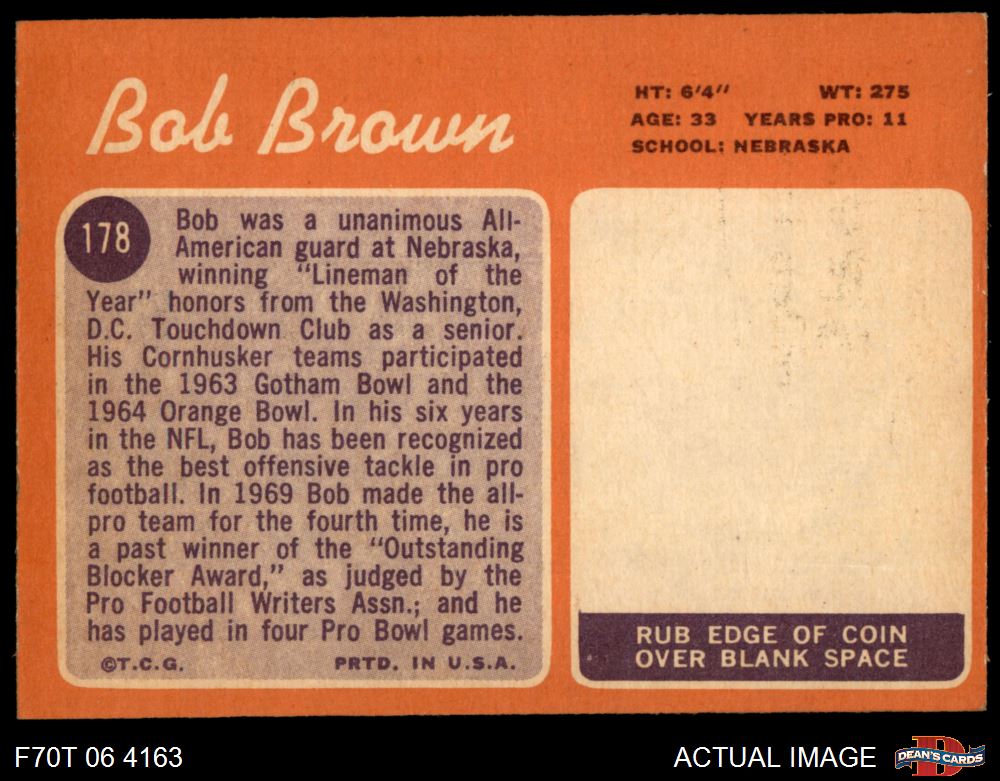 Bob Brown
HT: 6'4" WT: 275
AGE: 33 YEARS PRO: 11
SCHOOL: NEBRASKA
178
Bob was a unanimous All-
American guard at Nebraska,
winning "Lineman of the
Year" honors from the Washington,
D.C. Touchdown Club as a senior.
His Cornhusker teams participated
in the 1963 Gotham Bowl and the
1964 Orange Bowl. In his six years
in the NFL, Bob has been recognized
as the best offensive tackle in pro
football. In 1969 Bob made the all-
pro team for the fourth time, he is
a past winner of the "Outstanding
Blocker Award," as judged by the
Pro Football Writers Assn.; and he
has played in four Pro Bowl games.
©T.C.G. PRTD. IN U.S.A.
RUB EDGE OF COIN
OVER BLANK SPACE
F70T 06 4163
ACTUAL IMAGE
D
DEAN'S CARDS